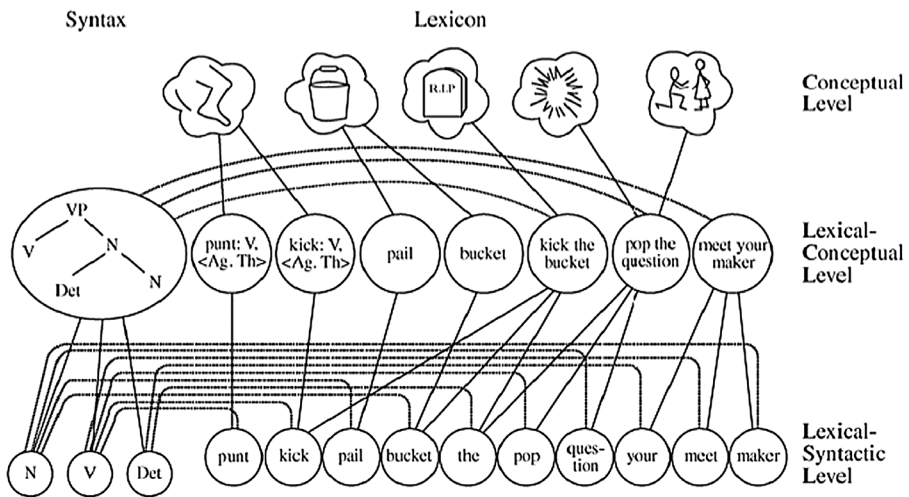 Syntax
Lexicon
R.I.P
Conceptual
Level
VP
V
N
Det
N
punt: V,
<Ag. Th>
kick: V,
<Ag. Th>
pail
bucket
kick the
bucket
pop the
question
meet your
maker
Lexical-
Conceptual
Level
N
V
Det
punt
kick
pail
bucket
the
pop
ques-
tion
your
meet
maker
Lexical-
Syntactic
Level